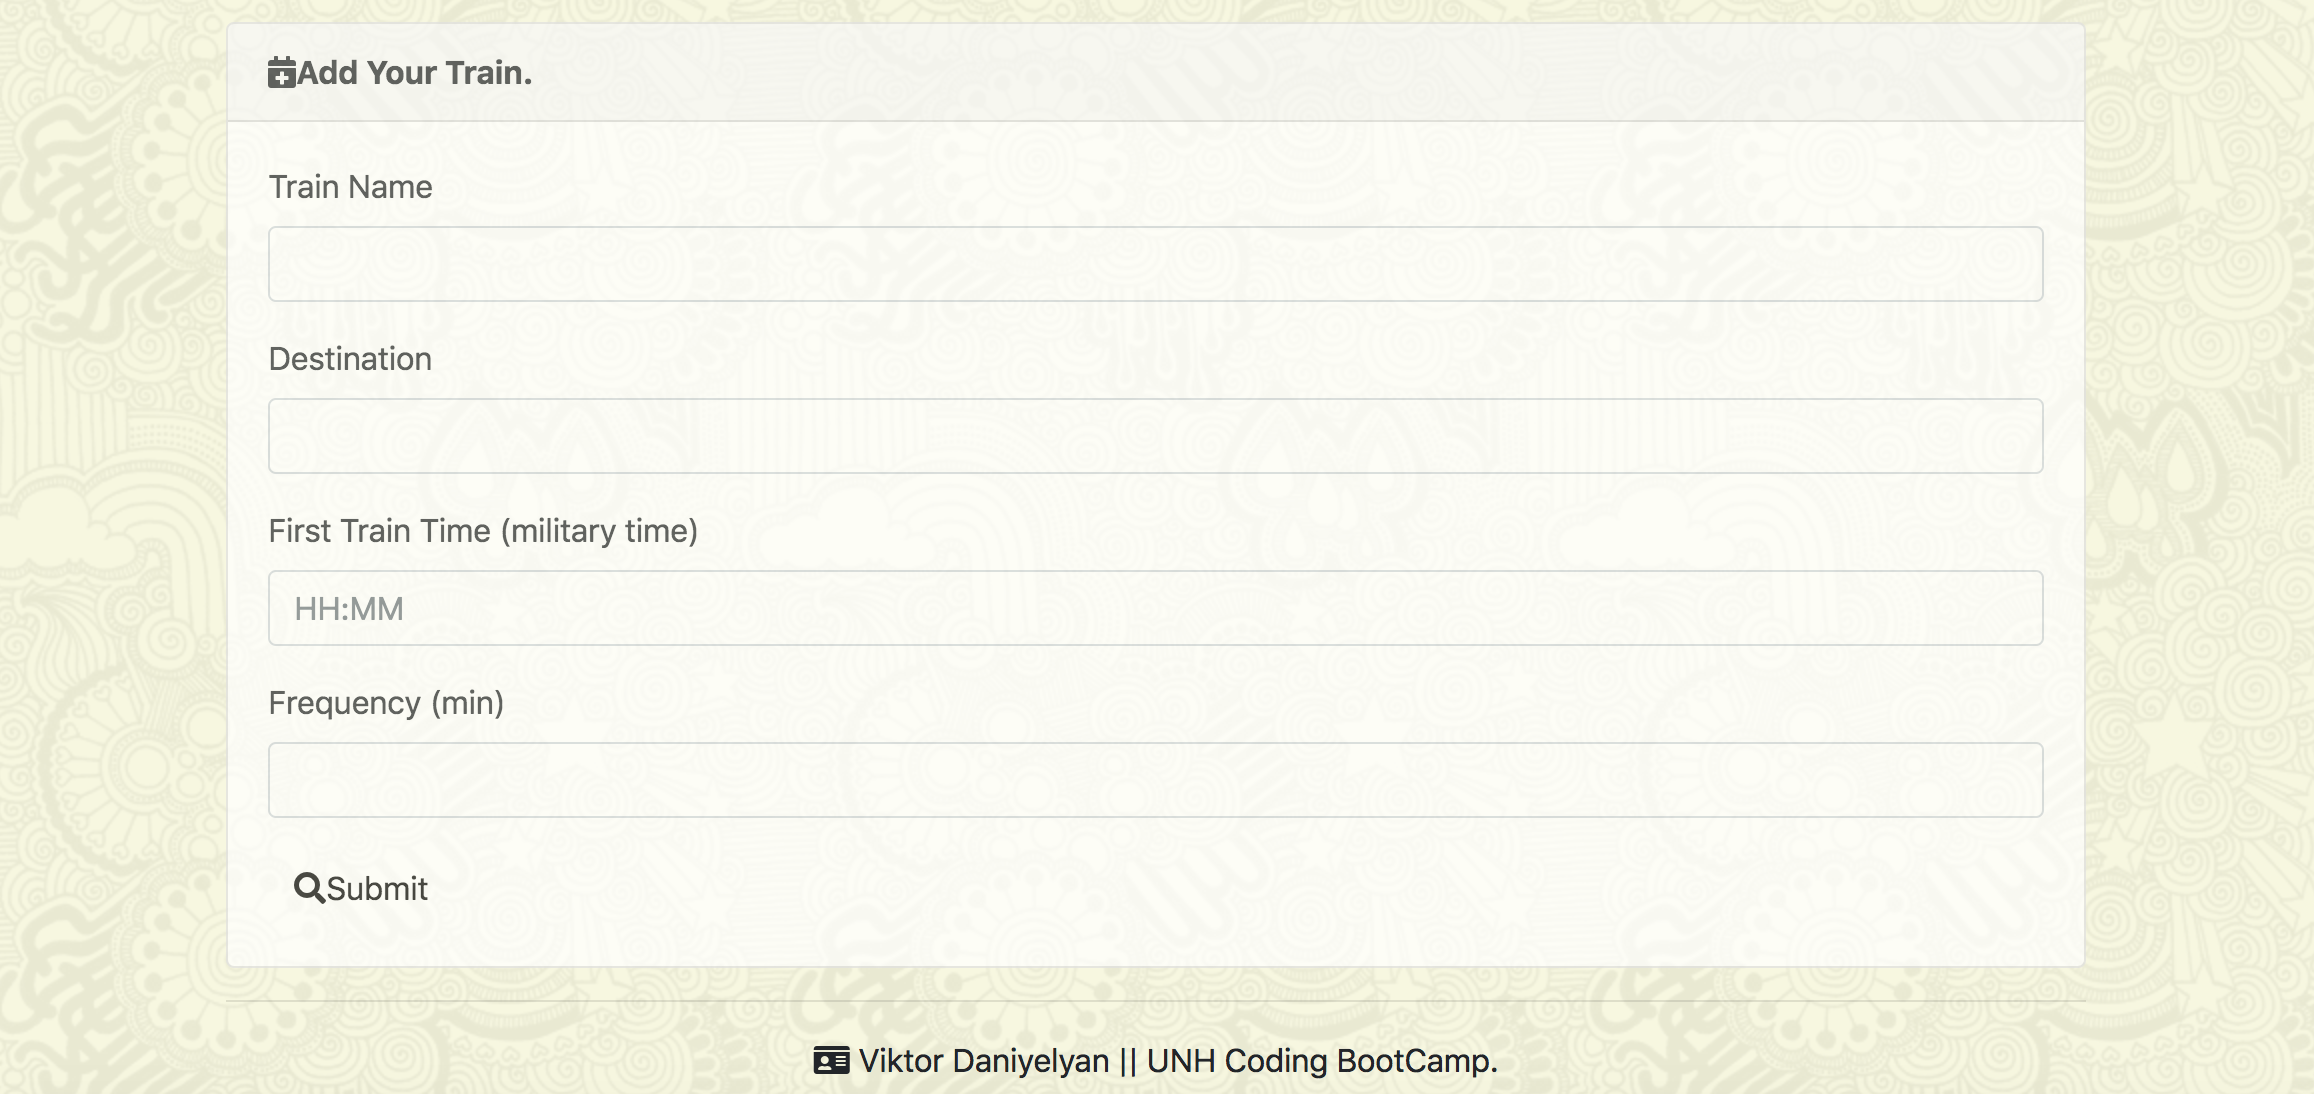 Add Your Train.
Train Name
Destination
First Train Time (military time)
HH:MM
Frequency (min)
Submit
Viktor Daniyelyan || UNH Coding BootCamp.